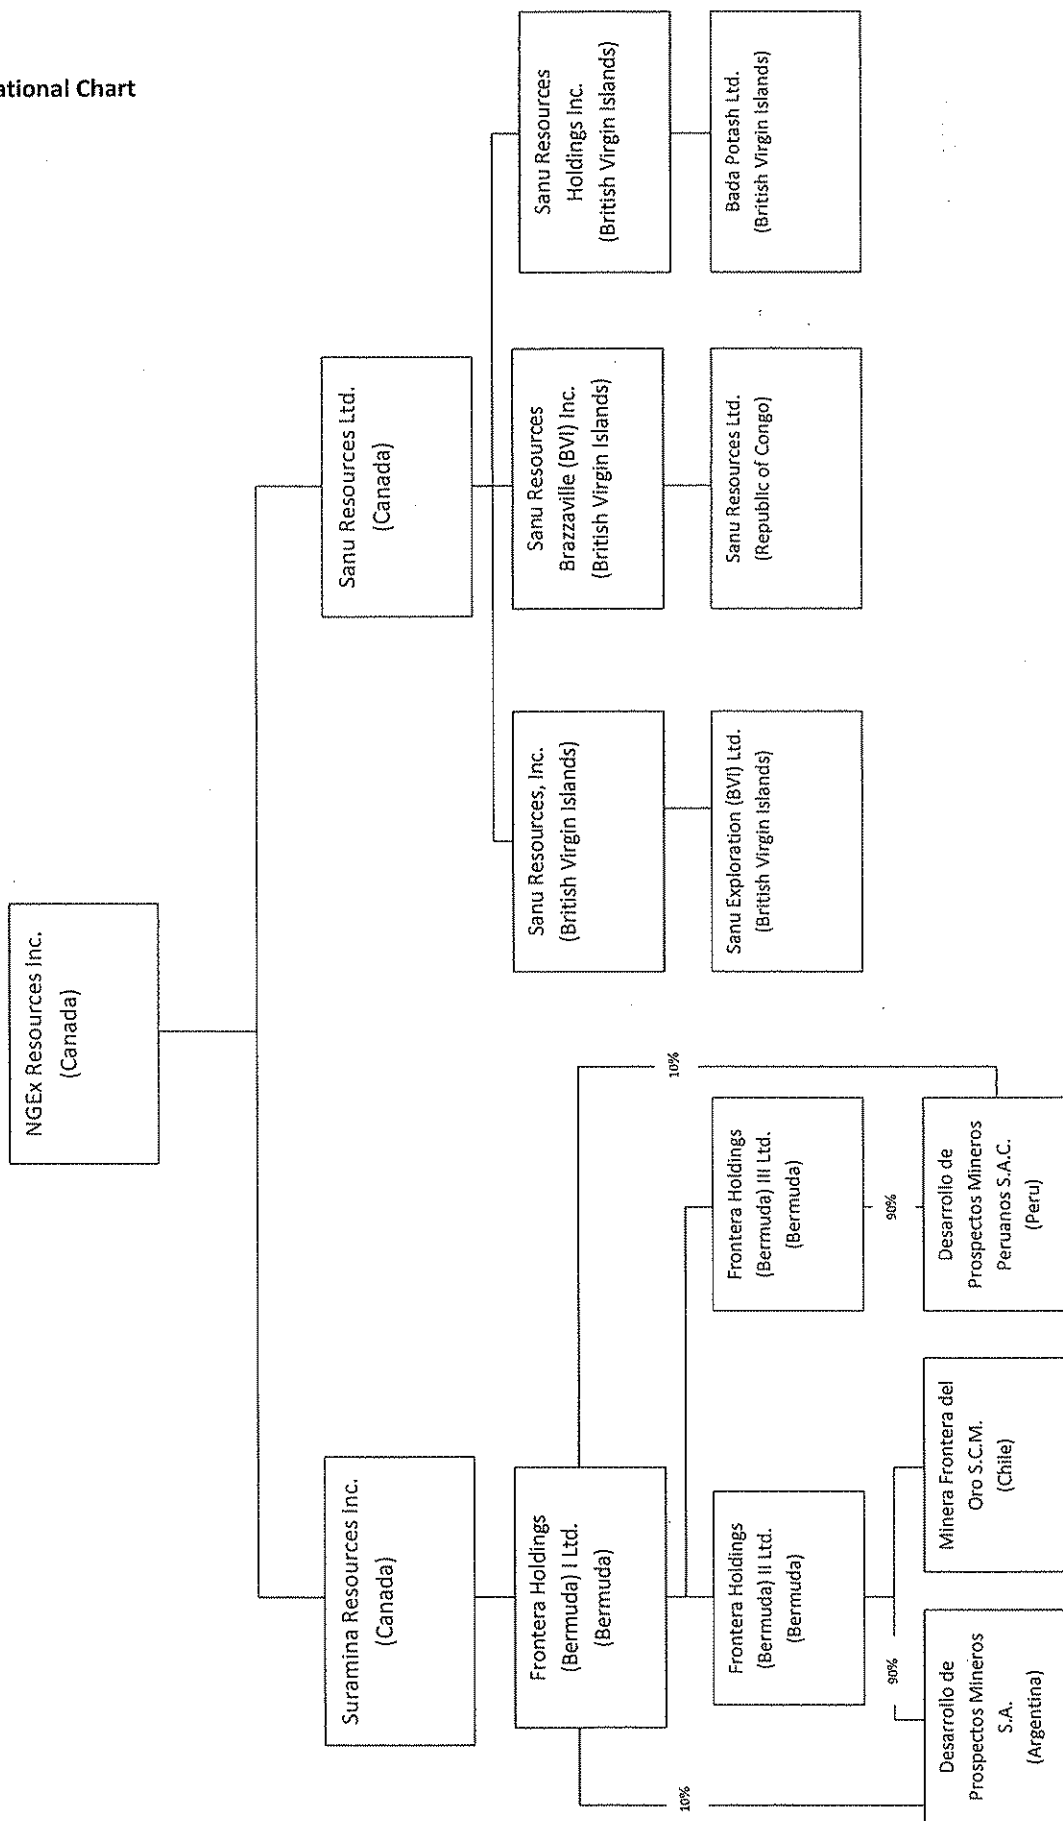 ational Chart
NGEx Resources Inc.
(Canada)
Suramina Resources Inc.
(Canada)
Sanu Resources Ltd.
(Canada)
Frontera Holdings
(Bermuda) I Ltd.
(Bermuda)
Sanu Resources, Inc.
(British Virgin Islands)
Sanu Resources
Brazzaville (BVI) Inc.
(British Virgin Islands)
Sanu Resources
Holdings Inc.
(British Virgin Islands)
Frontera Holdings
(Bermuda) II Ltd.
(Bermuda)
Frontera Holdings
(Bermuda) III Ltd.
(Bermuda)
Sanu Exploration (BVI) Ltd.
(British Virgin Islands)
Sanu Resources Ltd.
(Republic of Congo)
Bada Potash Ltd.
(British Virgin Islands)
10%
90%
90%
10%
Desarrollo de
Prospectos Mineros
S.A.
(Argentina)
Minera Frontera del
Oro S.C.M.
(Chile)
Desarrollo de
Prospectos Mineros
Peruanos S.A.C.
(Peru)